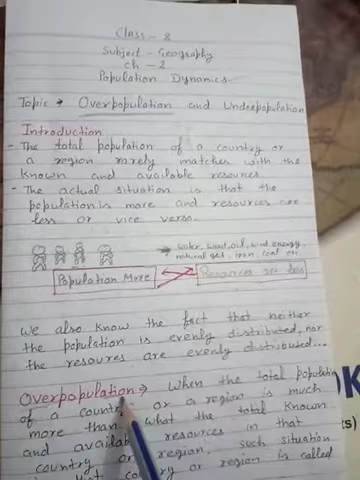 Class - 8
Subject - Geography
Ch - 2
Population Dynamics
Topic → Overpopulation and Underpopulation
Introduction
- The total population of a country or
a region rarely matches with the
known and available resources.
- The actual situation is that the
population is more and resources are
less or vice versa.
→ water, wood, oil, wind energy,
natural gas, iron, coal etc
Population More
Resources are less
We also know the fact that neither
the population is evenly distributed, nor
the resources are evenly distributed...
Overpopulation → When the total population
of a country or a region is much
more than what the total known
and available resources in that
country or region, such situation
country or region is called